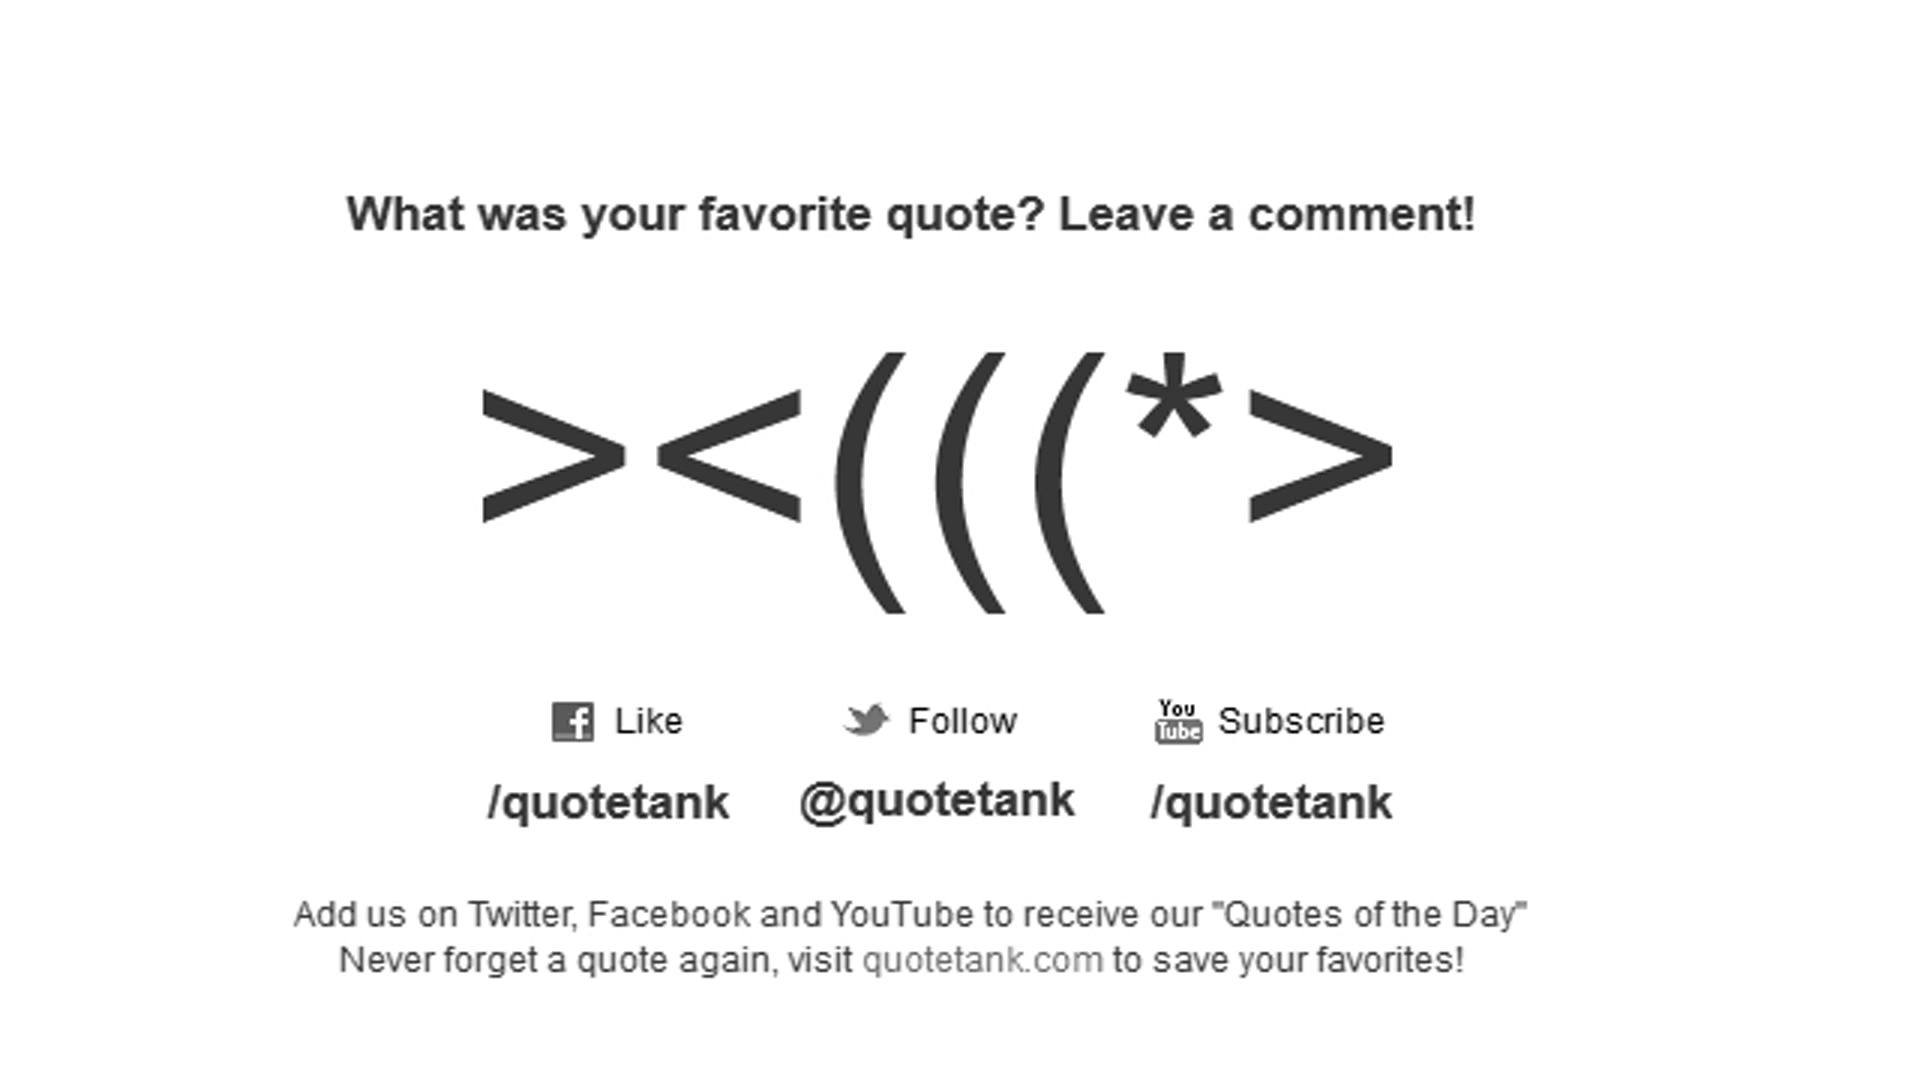 What was your favorite quote? Leave a comment!
><(((*>
f Like You Tube Follow Subscribe
/quotetank @quotetank /quotetank
Add us on Twitter, Facebook and YouTube to receive our "Quotes of the Day"
Never forget a quote again, visit quotetank.com to save your favorites!